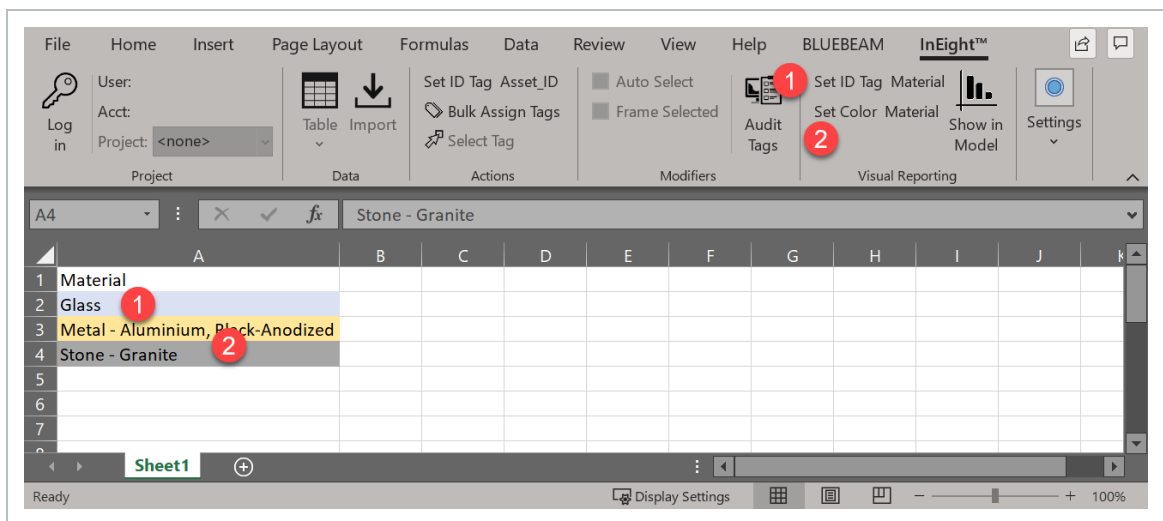 File Home Insert Page Layout Formulas Data Review View Help BLUEBEAM InEight™
User:
Acct:
Project: <none>
Log
in
Project
Table Import
Data
Set ID Tag Asset_ID
Bulk Assign Tags
Select Tag
Actions
Auto Select
Frame Selected
Modifiers
Audit
Tags
1
Set ID Tag Material
Set Color Material
2
Show in
Model
Visual Reporting
Settings
A4 fx Stone - Granite
A B C D E F G H I J K
1 Material
2 Glass 1
3 Metal - Aluminium, Black-Anodized
2
4 Stone - Granite
5
6
7
Sheet1
Ready Display Settings 100%